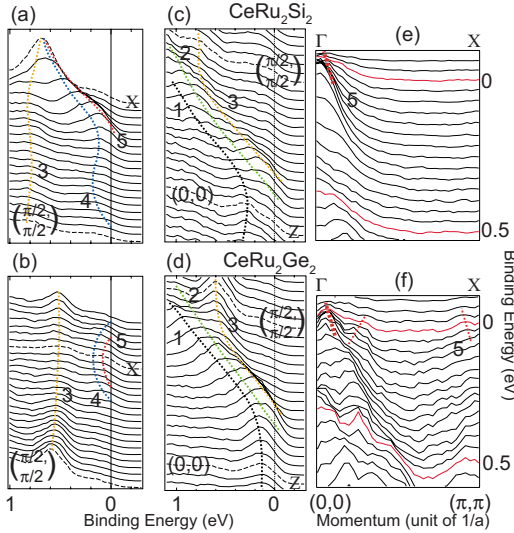 (a) (c) CeRu₂Si₂ (e)
Γ X
2 (π/2, π/2)
1 3 0
X 5
5
3 4
(π/2, π/2) (0,0)
Z 0.5
(b) (d) CeRu₂Ge₂ (f)
Γ X
2 (π/2, π/2)
1 3 0
5 5
X
3 4
(π/2, π/2) (0,0)
Z 0.5
1 0 1 0 (0,0) (π,π)
Binding Energy (eV) Momentum (unit of 1/a)
Binding Energy (eV)